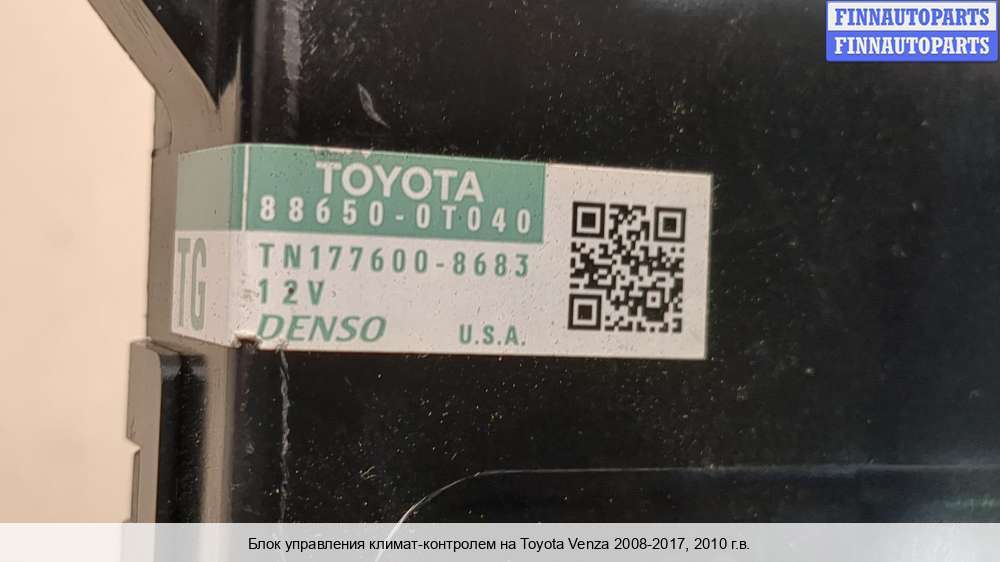 FINNAUTOPARTS
FINNAUTOPARTS
TOYOTA
88650-0T040
TG
TN177600-8683
12V
DENSO U.S.A.
Блок управления климат-контролем на Toyota Venza 2008-2017, 2010 г.в.